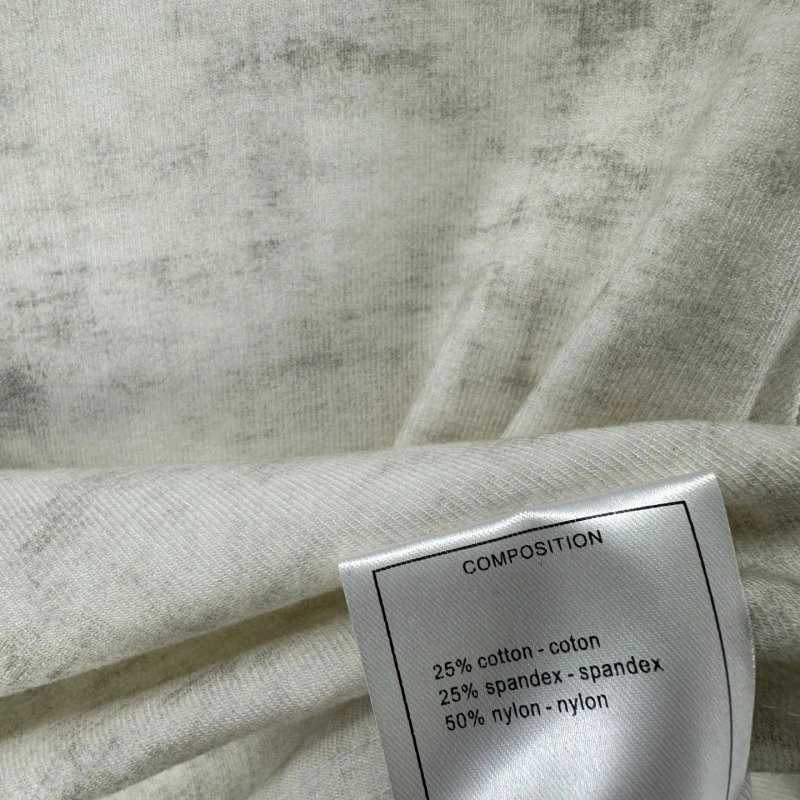 COMPOSITION
25% cotton - coton
25% spandex - spandex
50% nylon - nylon